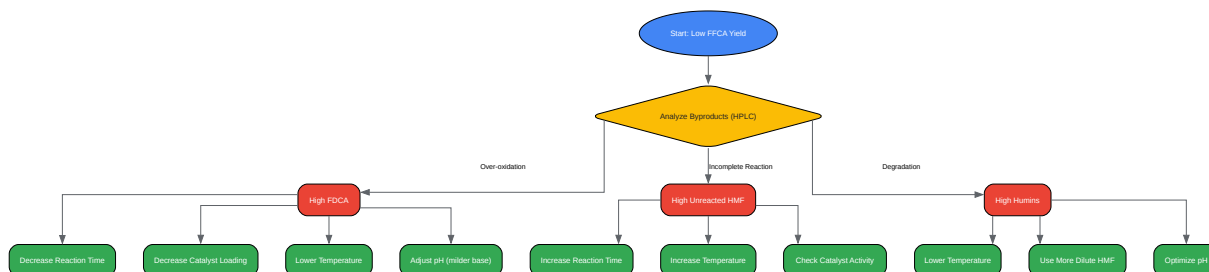 Start: Low FFCA Yield
Analyze Byproducts (HPLC)
Over-oxidation
Incomplete Reaction
Degradation
High FDCA
High Unreacted HMF
High Humins
Decrease Reaction Time
Decrease Catalyst Loading
Lower Temperature
Adjust pH (milder base)
Increase Reaction Time
Increase Temperature
Check Catalyst Activity
Lower Temperature
Use More Dilute HMF
Optimize pH